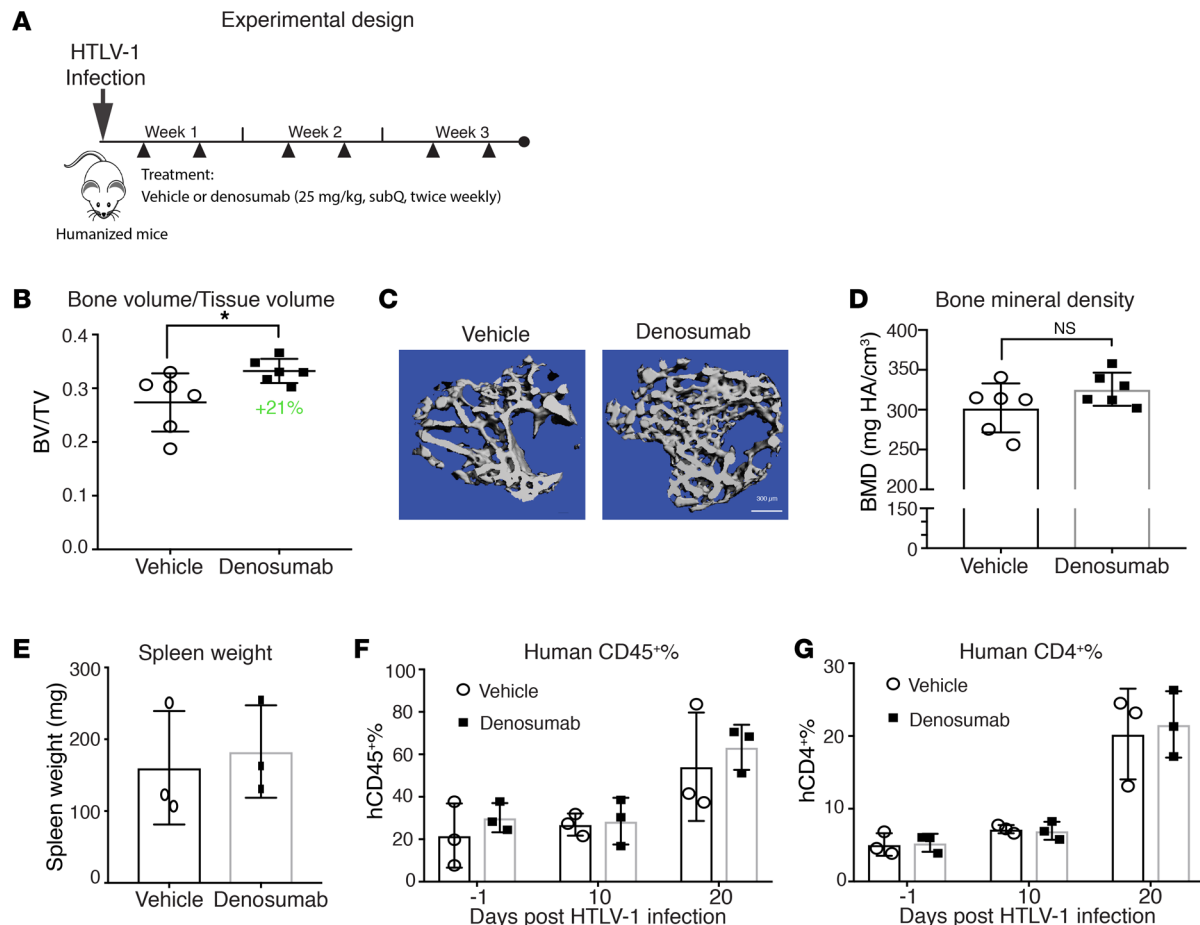 A
Experimental design
HTLV-1
Infection
Week 1
Week 2
Week 3
Treatment:
Vehicle or denosumab (25 mg/kg, subQ, twice weekly)
Humanized mice
B
Bone volume/Tissue volume
*
0.4
0.3
0.2
0.1
0.0
BV/TV
+21%
Vehicle
Denosumab
C
Vehicle
Denosumab
300 µm
D
Bone mineral density
NS
400
350
300
250
200
150
0
BMD (mg HA/cm³)
Vehicle
Denosumab
E
Spleen weight
300
200
100
0
Spleen weight (mg)
Vehicle
Denosumab
F
Human CD45⁺%
Vehicle
Denosumab
100
80
60
40
20
0
hCD45⁺%
-1
10
20
Days post HTLV-1 infection
G
Human CD4⁺%
Vehicle
Denosumab
30
20
10
0
hCD4⁺%
-1
10
20
Days post HTLV-1 infection